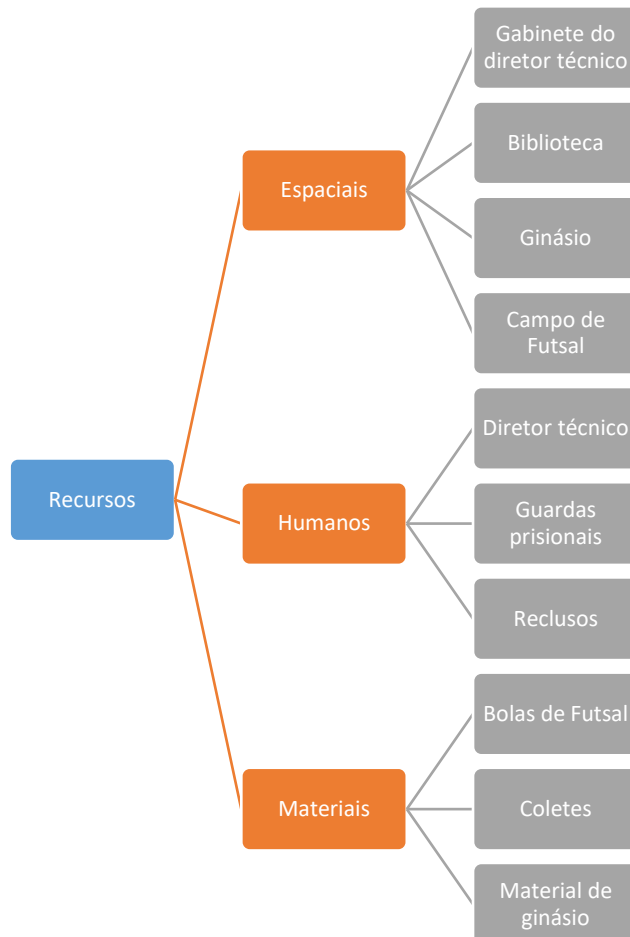 Recursos
Espaciais
Gabinete do
diretor técnico
Biblioteca
Ginásio
Campo de
Futsal
Humanos
Diretor técnico
Guardas
prisionais
Reclusos
Materiais
Bolas de Futsal
Coletes
Material de
ginásio